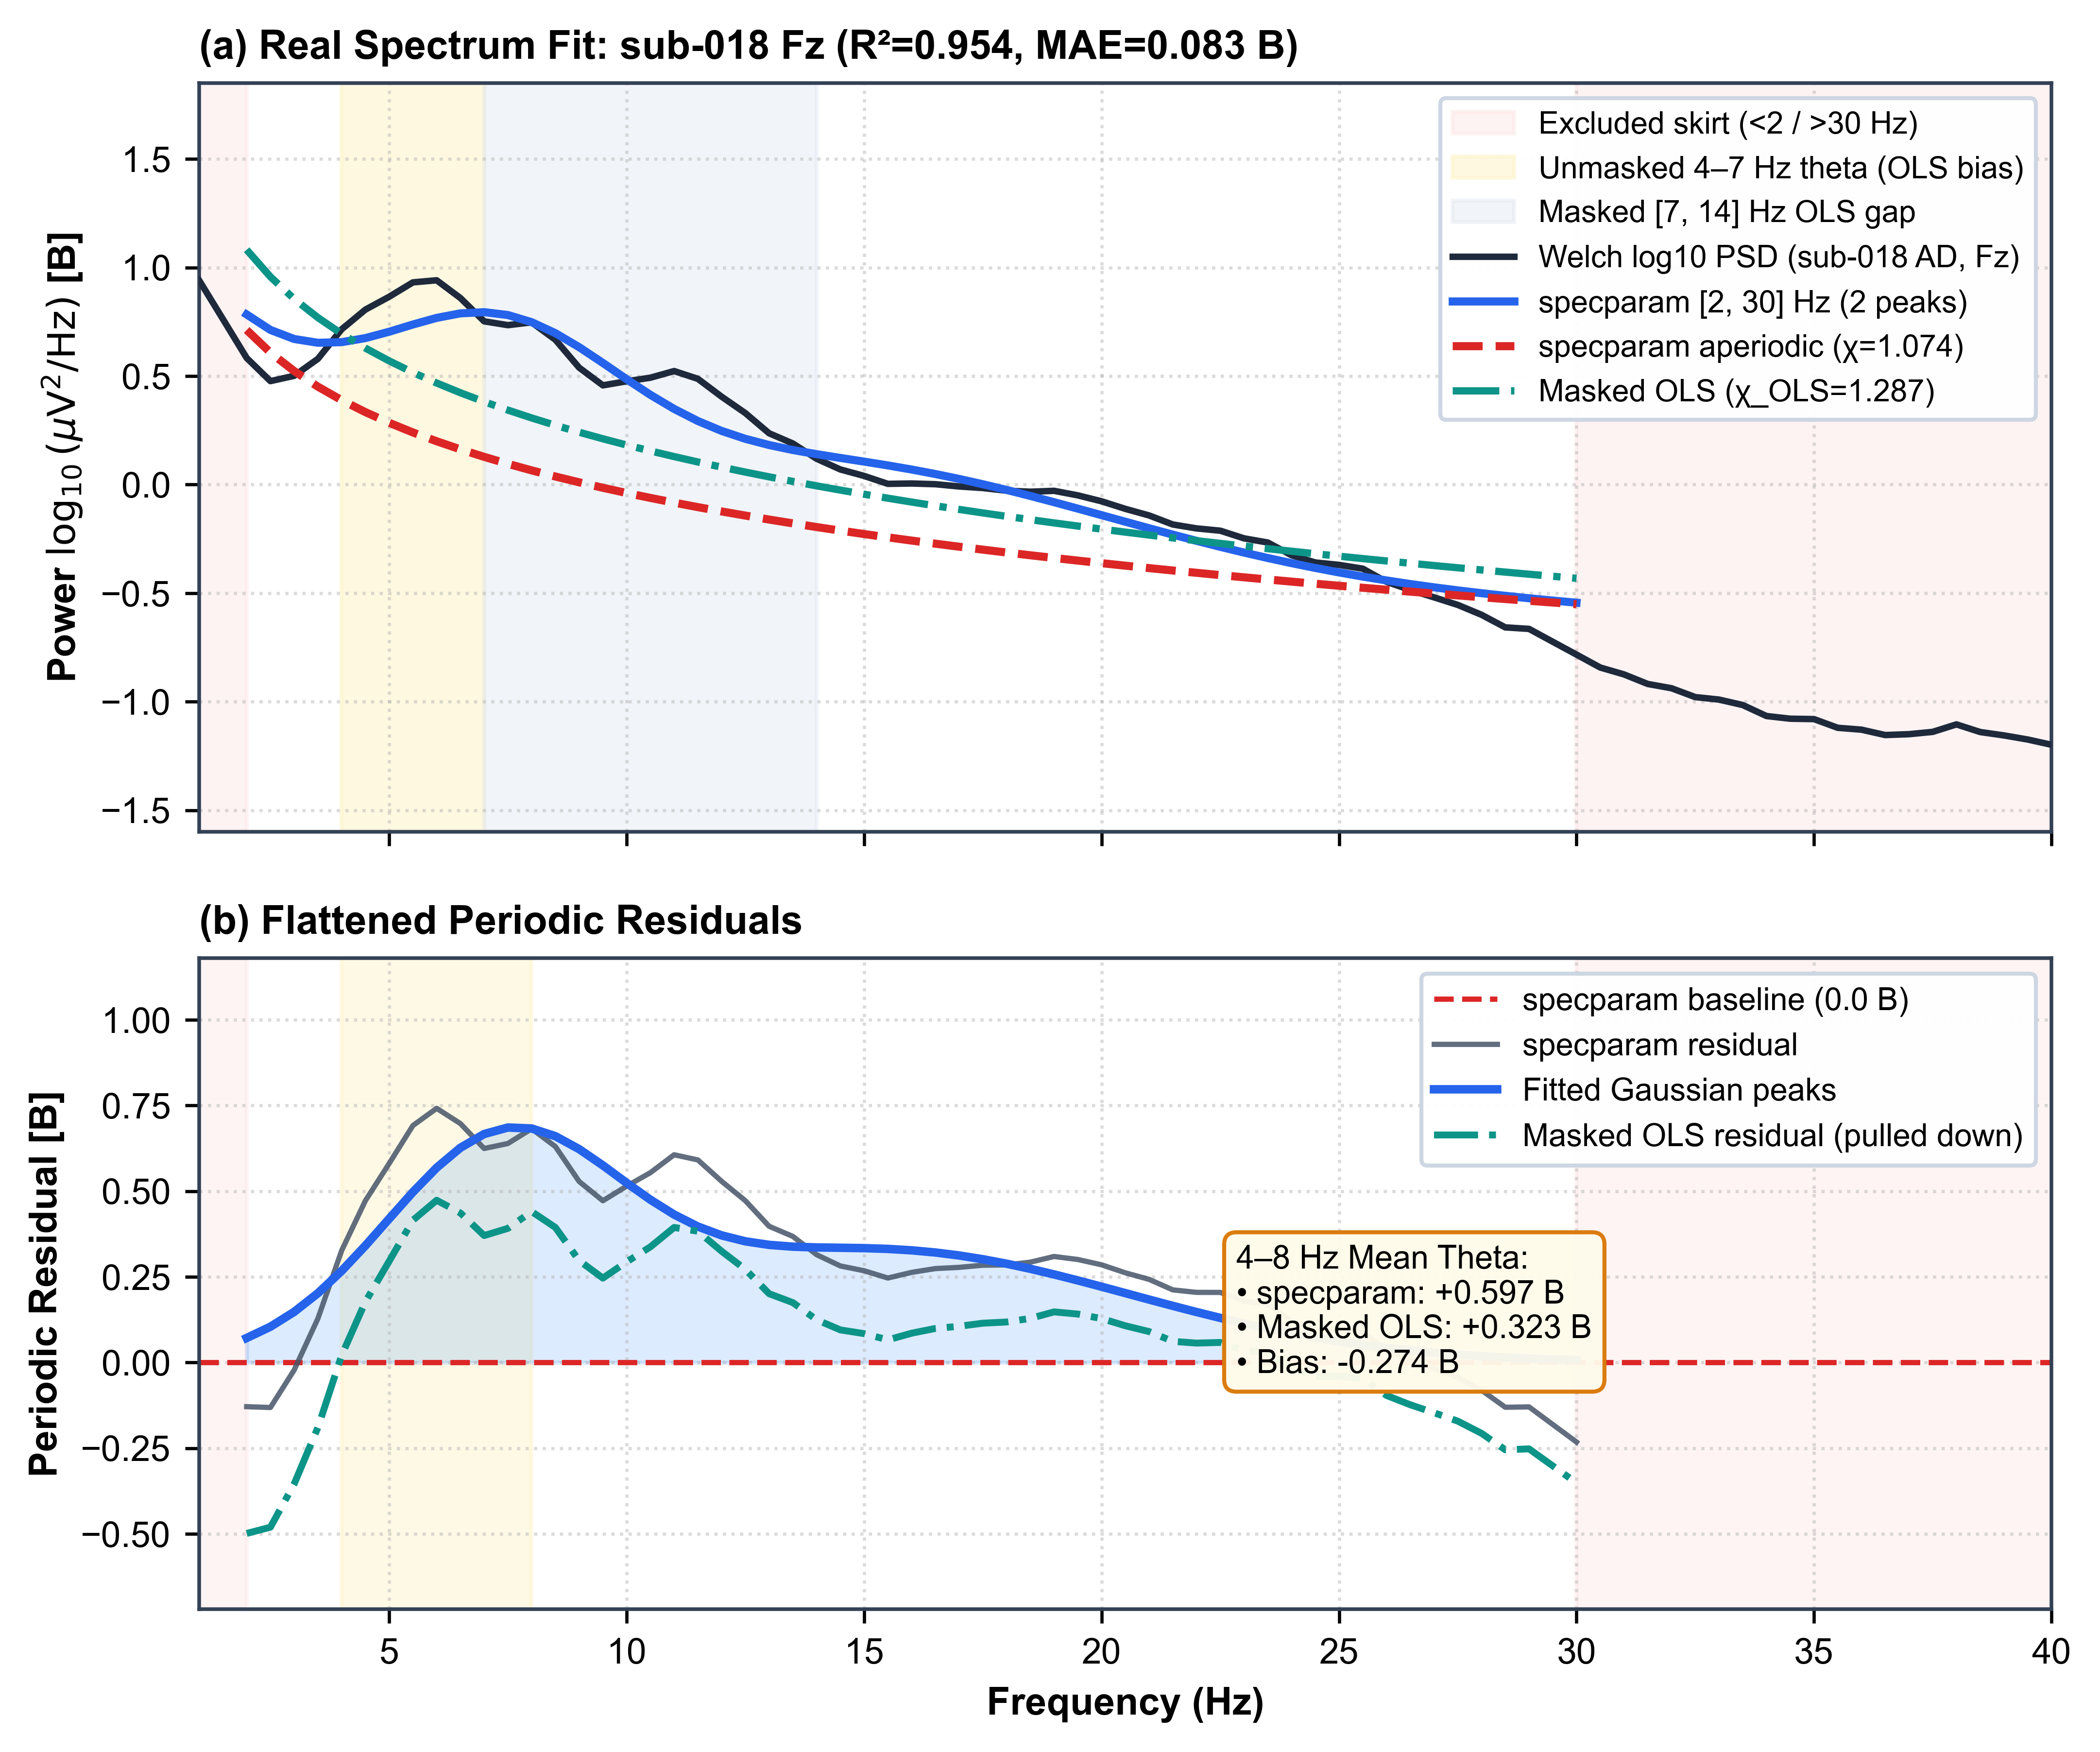 (a) Real Spectrum Fit: sub-018 Fz (R²=0.954, MAE=0.083 B)
Power log₁₀ (μV²/Hz) [B]
1.5
1.0
0.5
0.0
−0.5
−1.0
−1.5
Excluded skirt (<2 / >30 Hz)
Unmasked 4–7 Hz theta (OLS bias)
Masked [7, 14] Hz OLS gap
Welch log10 PSD (sub-018 AD, Fz)
specparam [2, 30] Hz (2 peaks)
specparam aperiodic (χ=1.074)
Masked OLS (χ_OLS=1.287)
(b) Flattened Periodic Residuals
Periodic Residual [B]
1.00
0.75
0.50
0.25
0.00
−0.25
−0.50
specparam baseline (0.0 B)
specparam residual
Fitted Gaussian peaks
Masked OLS residual (pulled down)
4–8 Hz Mean Theta:
• specparam: +0.597 B
• Masked OLS: +0.323 B
• Bias: -0.274 B
5 10 15 20 25 30 35 40
Frequency (Hz)